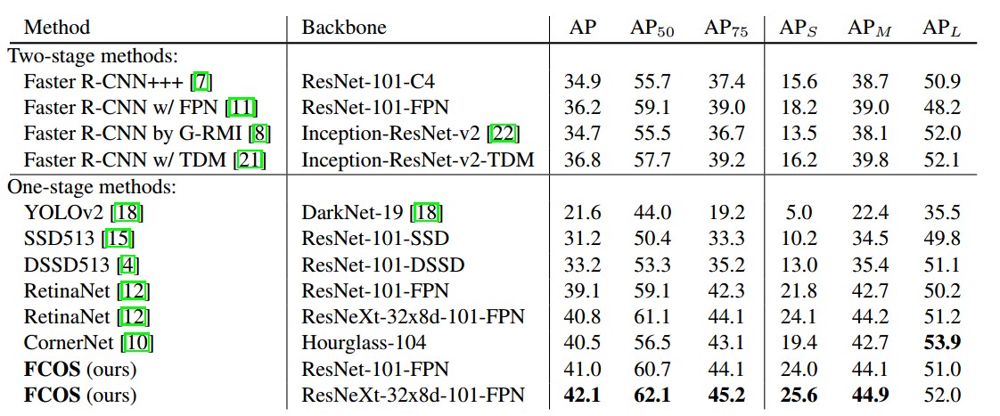 Method Backbone AP AP50 AP75 APS APM APL
Two-stage methods:
Faster R-CNN+++ [7] ResNet-101-C4 34.9 55.7 37.4 15.6 38.7 50.9
Faster R-CNN w/ FPN [11] ResNet-101-FPN 36.2 59.1 39.0 18.2 39.0 48.2
Faster R-CNN by G-RMI [8] Inception-ResNet-v2 [22] 34.7 55.5 36.7 13.5 38.1 52.0
Faster R-CNN w/ TDM [21] Inception-ResNet-v2-TDM 36.8 57.7 39.2 16.2 39.8 52.1
One-stage methods:
YOLOv2 [18] DarkNet-19 [18] 21.6 44.0 19.2 5.0 22.4 35.5
SSD513 [15] ResNet-101-SSD 31.2 50.4 33.3 10.2 34.5 49.8
DSSD513 [4] ResNet-101-DSSD 33.2 53.3 35.2 13.0 35.4 51.1
RetinaNet [12] ResNet-101-FPN 39.1 59.1 42.3 21.8 42.7 50.2
RetinaNet [12] ResNeXt-32x8d-101-FPN 40.8 61.1 44.1 24.1 44.2 51.2
CornerNet [10] Hourglass-104 40.5 56.5 43.1 19.4 42.7 53.9
FCOS (ours) ResNet-101-FPN 41.0 60.7 44.1 24.0 44.1 51.0
FCOS (ours) ResNeXt-32x8d-101-FPN 42.1 62.1 45.2 25.6 44.9 52.0